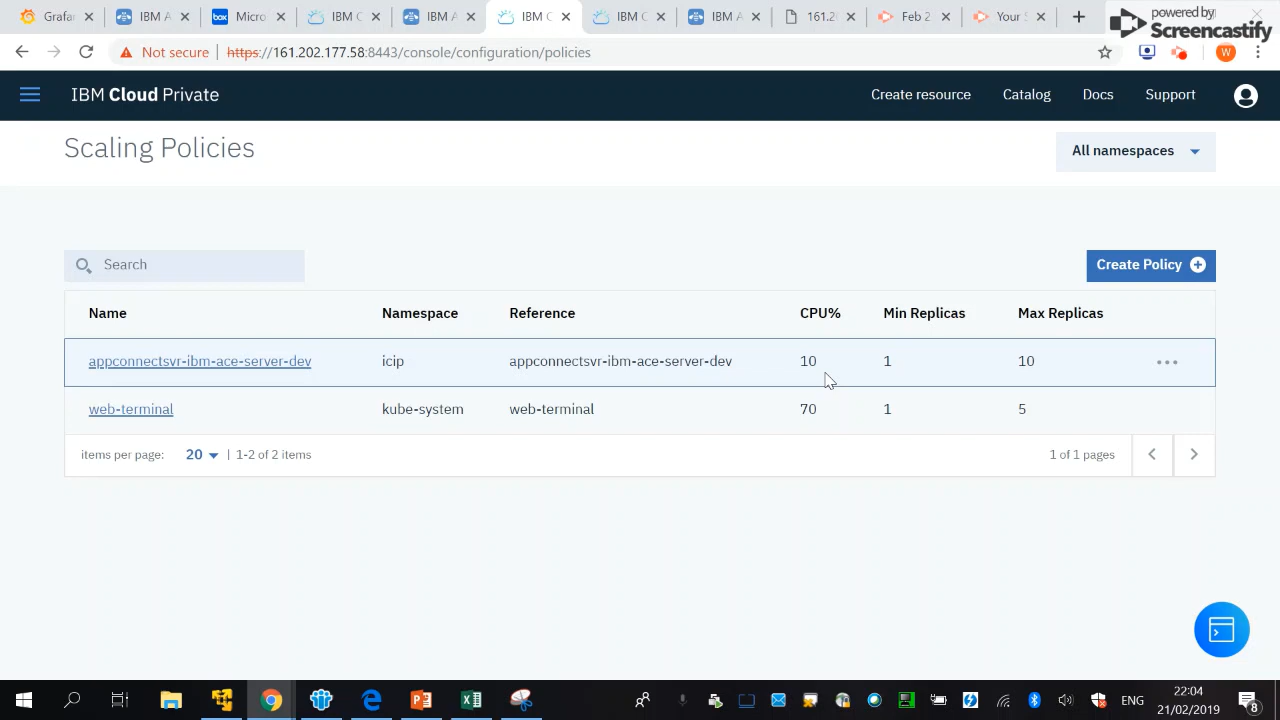 Grafar
IBM A
Micro
IBM C
IBM A
IBM C
IBM C
IBM
Feb 2
Your S
powered by
Screencastify
Not secure
https://161.202.177.58:8443/console/configuration/policies
W
IBM Cloud Private
Create resource
Catalog
Docs
Support
Scaling Policies
All namespaces
Search
Create Policy
Name Namespace Reference CPU% Min Replicas Max Replicas
appconnectsvr-ibm-ace-server-dev icip appconnectsvr-ibm-ace-server-dev 10 1 10
web-terminal kube-system web-terminal 70 1 5
items per page: 20 | 1-2 of 2 items
1 of 1 pages
ENG
22:04
21/02/2019
8